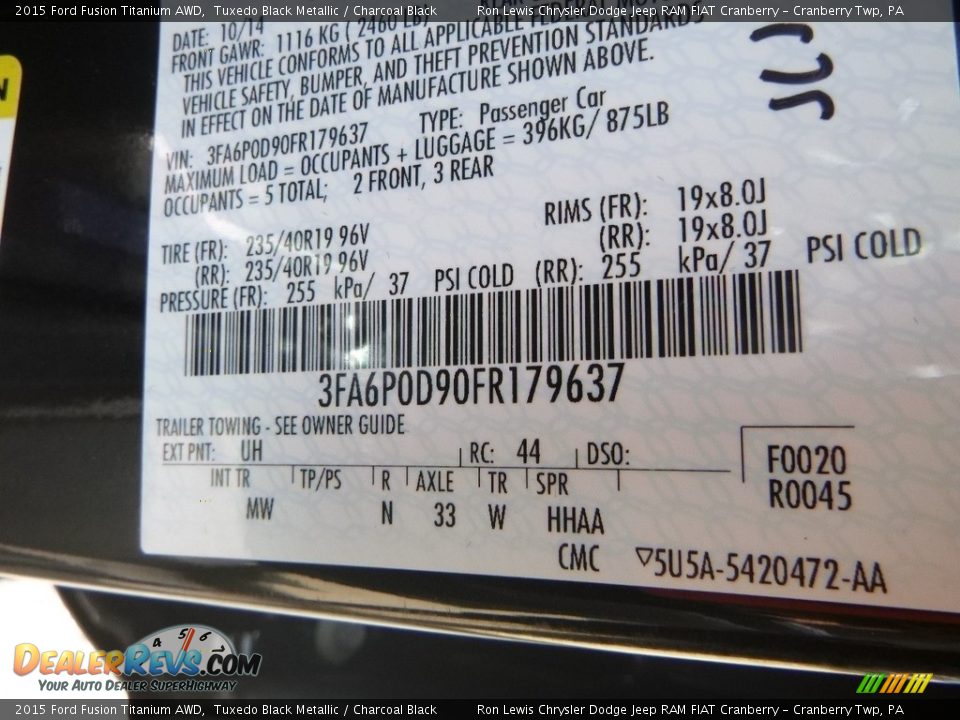 2015 Ford Fusion Titanium AWD, Tuxedo Black Metallic / Charcoal Black Ron Lewis Chrysler Dodge Jeep RAM FIAT Cranberry - Cranberry Twp, PA
DATE: 10/14
FRONT GAWR: 1116 KG ( 2460 LB)
THIS VEHICLE CONFORMS TO ALL APPLICABLE FEDERAL MOTOR
VEHICLE SAFETY, BUMPER, AND THEFT PREVENTION STANDARDS
IN EFFECT ON THE DATE OF MANUFACTURE SHOWN ABOVE.
VIN: 3FA6P0D90FR179637 TYPE: Passenger Car
MAXIMUM LOAD = OCCUPANTS + LUGGAGE = 396KG/ 875LB
OCCUPANTS = 5 TOTAL; 2 FRONT, 3 REAR
TIRE (FR): 235/40R19 96V RIMS (FR): 19x8.0J
(RR): 235/40R19 96V (RR): 19x8.0J
PRESSURE (FR): 255 kPa/ 37 PSI COLD (RR): 255 kPa/ 37 PSI COLD
3FA6P0D90FR179637
TRAILER TOWING - SEE OWNER GUIDE
EXT PNT: UH RC: 44 DSO: F0020
INT TR TP/PS R AXLE TR SPR R0045
MW N 33 W HHAA
CMC ▽5U5A-5420472-AA
4 5 6
DEALERREVS.COM
YOUR AUTO DEALER SUPERHIGHWAY
2015 Ford Fusion Titanium AWD, Tuxedo Black Metallic / Charcoal Black Ron Lewis Chrysler Dodge Jeep RAM FIAT Cranberry - Cranberry Twp, PA